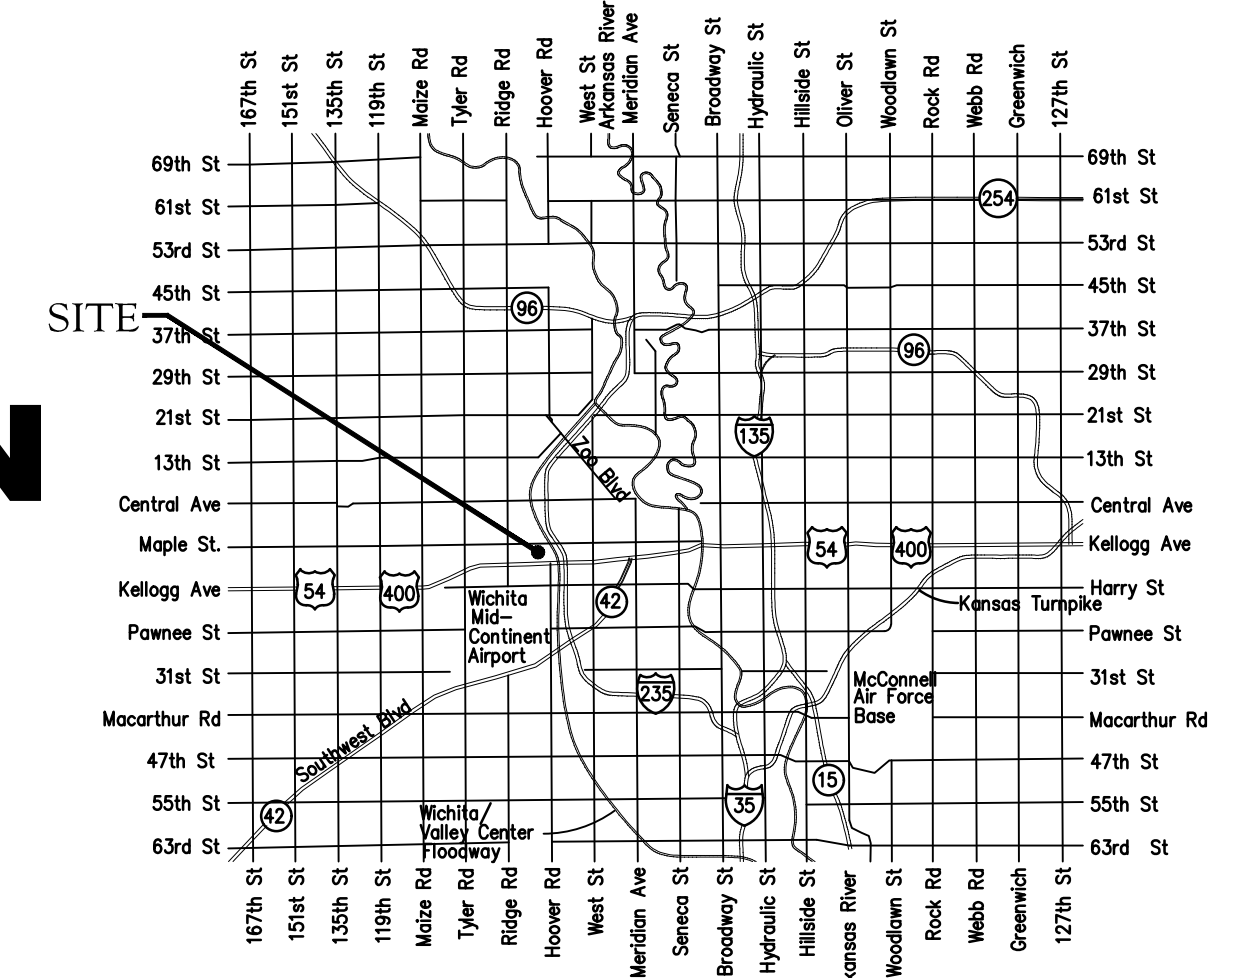 167th St
151st St
135th St
119th St
Maize Rd
Tyler Rd
Ridge Rd
Hoover Rd
West St
Arkansas River
Meridian Ave
Seneca St
Broadway St
Hydraulic St
Hillside St
Oliver St
Woodlawn St
Rock Rd
Webb Rd
Greenwich
127th St
69th St
69th St
61st St
254
61st St
53rd St
53rd St
45th St
45th St
SITE
96
37th St
37th St
96
29th St
29th St
21st St
21st St
135
13th St
Zoo Blvd
13th St
Central Ave
Central Ave
Maple St.
54
400
Kellogg Ave
Kellogg Ave
54
400
42
Harry St
Wichita
Mid-
Continent
Airport
Kansas Turnpike
Pawnee St
Pawnee St
31st St
235
McConnell
Air Force
Base
31st St
Macarthur Rd
Southwest Blvd
Macarthur Rd
47th St
15
47th St
55th St
42
35
55th St
Wichita/
Valley Center
Floodway
63rd St
63rd St
167th St
151st St
135th St
119th St
Maize Rd
Tyler Rd
Ridge Rd
Hoover Rd
West St
Meridian Ave
Seneca St
Broadway St
Hydraulic St
Hillside St
kansas River
Woodlawn St
Rock Rd
Webb Rd
Greenwich
127th St
N